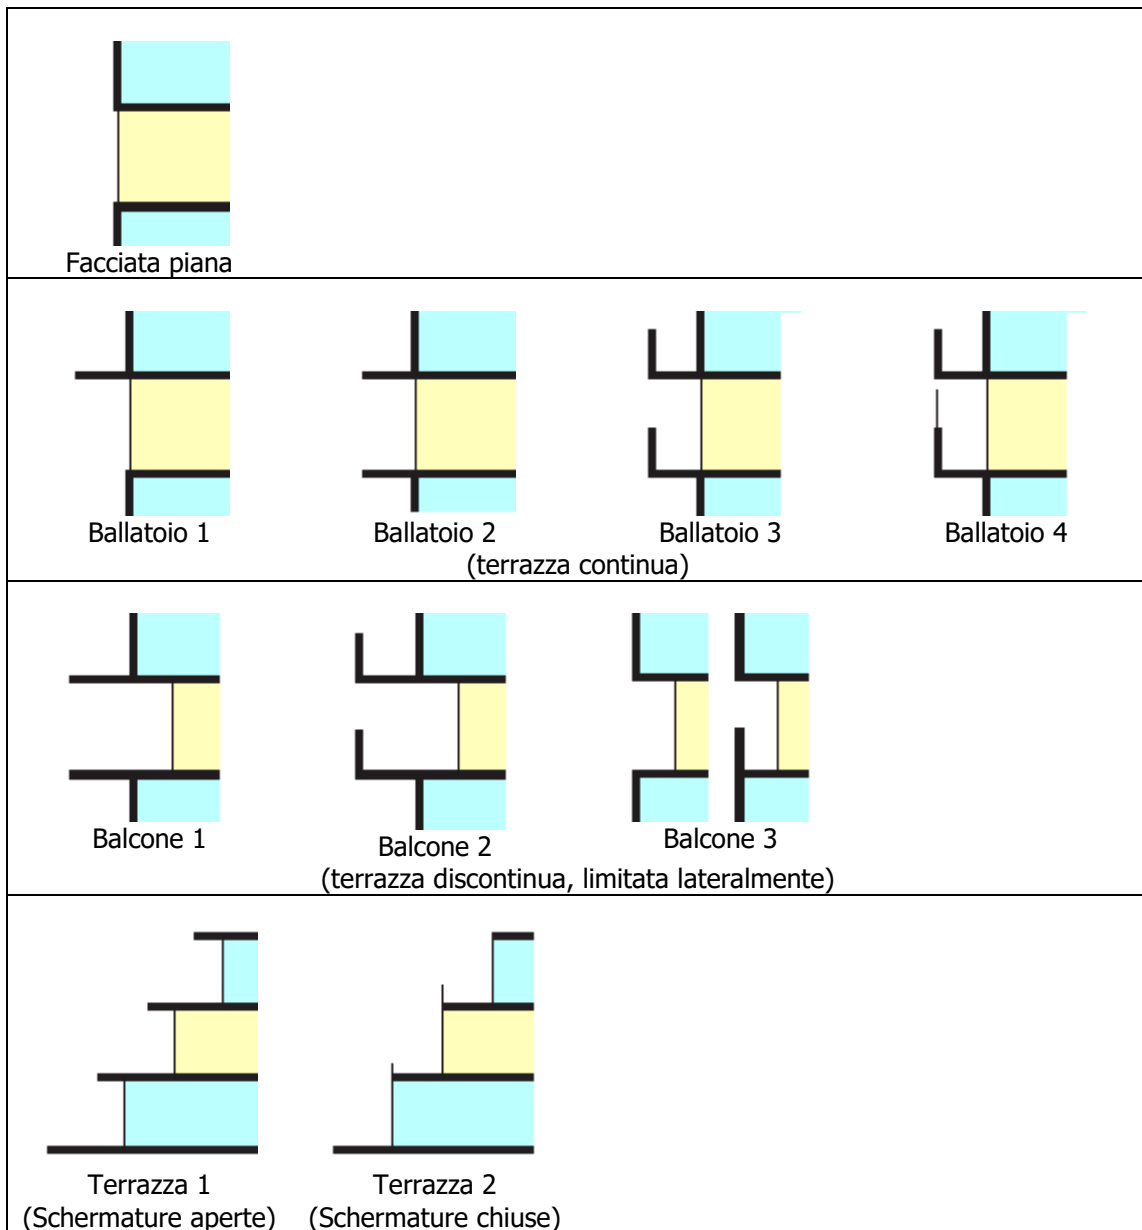 Facciata piana
Ballatoio 1 Ballatoio 2 Ballatoio 3 Ballatoio 4
(terrazza continua)
Balcone 1 Balcone 2 Balcone 3
(terrazza discontinua, limitata lateralmente)
Terrazza 1 Terrazza 2
(Schermature aperte) (Schermature chiuse)